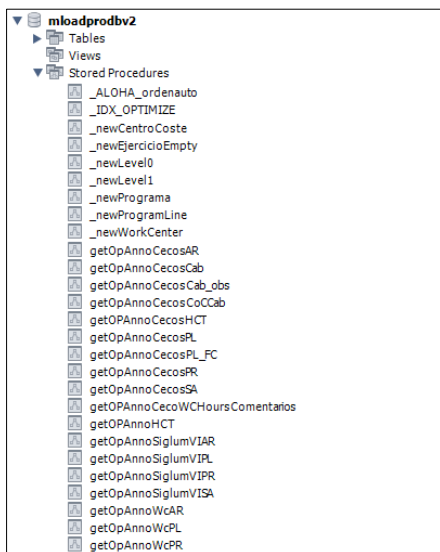 mloadprodbv2
Tables
Views
Stored Procedures
_ALOHA_ordenauto
_IDX_OPTIMIZE
_newCentroCoste
_newEjercicioEmpty
_newLevel0
_newLevel1
_newPrograma
_newProgramLine
_newWorkCenter
getOpAnnoCecosAR
getOpAnnoCecosCab
getOpAnnoCecosCab_obs
getOpAnnoCecosCoCCab
getOPAnnoCecosHCT
getOpAnnoCecosPL
getOpAnnoCecosPL_FC
getOpAnnoCecosPR
getOpAnnoCecosSA
getOPAnnoCecoWCHoursComentarios
getOPAnnoHCT
getOpAnnoSiglumVIAR
getOpAnnoSiglumVIPL
getOpAnnoSiglumVIPR
getOpAnnoSiglumVISA
getOpAnnoWcAR
getOpAnnoWcPL
getOpAnnoWcPR